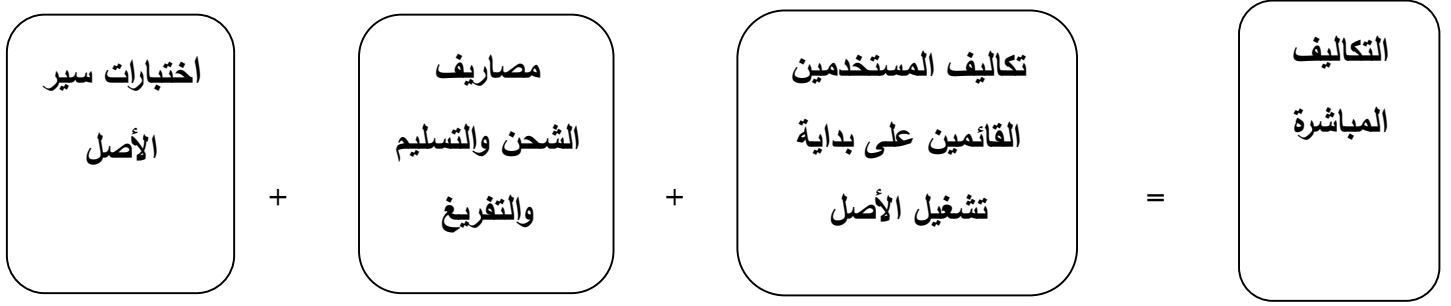 التكاليف
المباشرة
=
تكاليف المستخدمين
القائمين على بداية
تشغيل الأصل
+
مصاريف
الشحن والتسليم
والتفريغ
+
اختبارات سير
الأصل